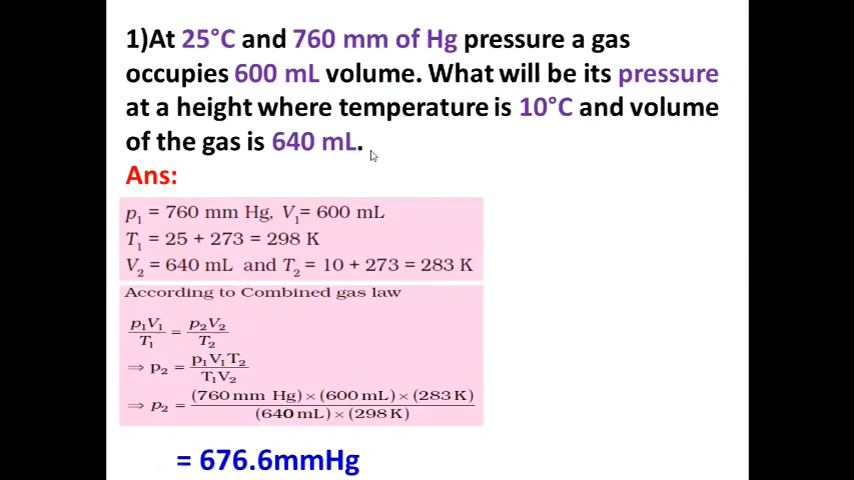 1)At 25°C and 760 mm of Hg pressure a gas
occupies 600 mL volume. What will be its pressure
at a height where temperature is 10°C and volume
of the gas is 640 mL.
Ans:
p₁ = 760 mm Hg, V₁= 600 mL
T₁ = 25 + 273 = 298 K
V₂ = 640 mL and T₂ = 10 + 273 = 283 K
According to Combined gas law
p₁V₁/T₁ = p₂V₂/T₂
⇒ p₂ = p₁V₁T₂/T₁V₂
⇒ p₂ = (760 mm Hg)×(600 mL)×(283 K)/(640 mL)×(298 K)
= 676.6mmHg